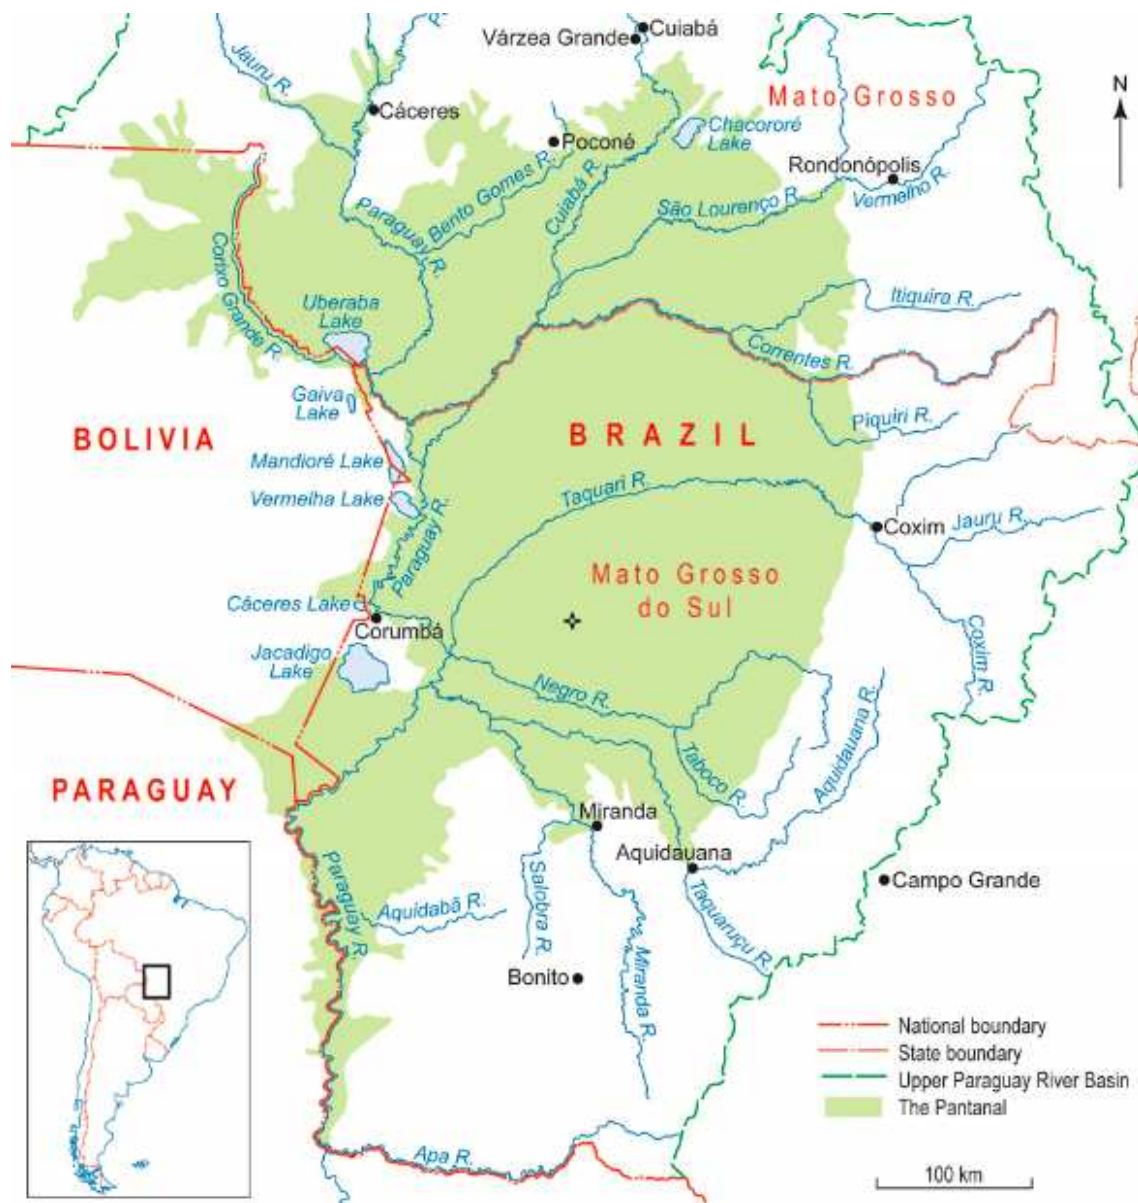 Cuiabá
Várzea Grande
Jauru R.
N
Mato Grosso
Cáceres
Chacororé
Lake
Poconé
Rondonópolis
Vermelho R.
Bento Gomes R.
Cuiabá R.
São Lourenço R.
Paraguay R.
Corixo Grande R.
Uberaba
Lake
Itiquira R.
Correntes R.
Gaiva
Lake
Piquiri R.
BOLIVIA
BRAZIL
Mandioré Lake
Vermelha Lake
Taquari R.
Paraguay R.
Coxim
Jauru R.
Mato Grosso
do Sul
Cáceres Lake
Corumbá
Jacadigo
Lake
Coxim R.
Negro R.
Taboco R.
Aquidauana R.
PARAGUAY
Miranda
Aquidauana
Campo Grande
Paraguay R.
Aquidabã R.
Salobra R.
Taquaruçu R.
Miranda R.
Bonito
National boundary
State boundary
Upper Paraguay River Basin
The Pantanal
Apa R.
100 km